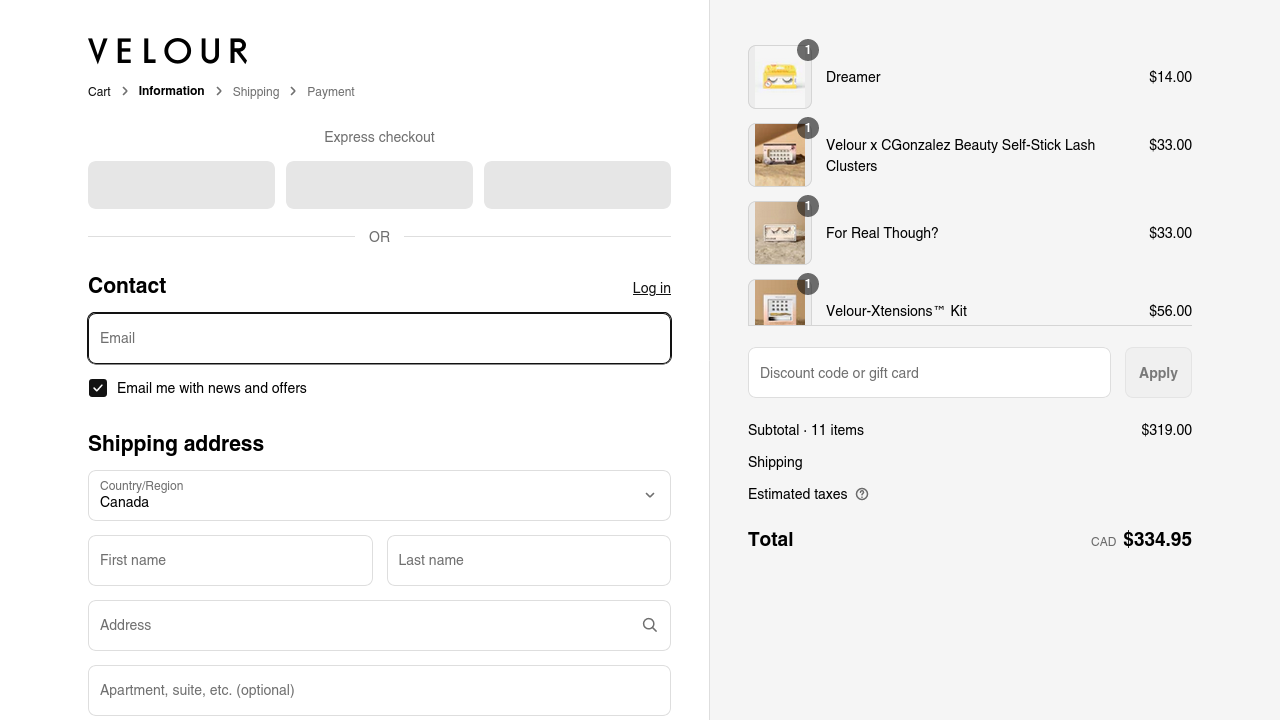 VELOUR
Cart > Information > Shipping > Payment
Express checkout
OR
Contact
Log in
Email
Email me with news and offers
Shipping address
Country/Region
Canada
First name
Last name
Address
Apartment, suite, etc. (optional)
1
Dreamer
$14.00
1
Velour x CGonzalez Beauty Self-Stick Lash
Clusters
$33.00
1
For Real Though?
$33.00
1
Velour-Xtensions™ Kit
$56.00
Discount code or gift card
Apply
Subtotal · 11 items
$319.00
Shipping
Estimated taxes
Total
CAD $334.95